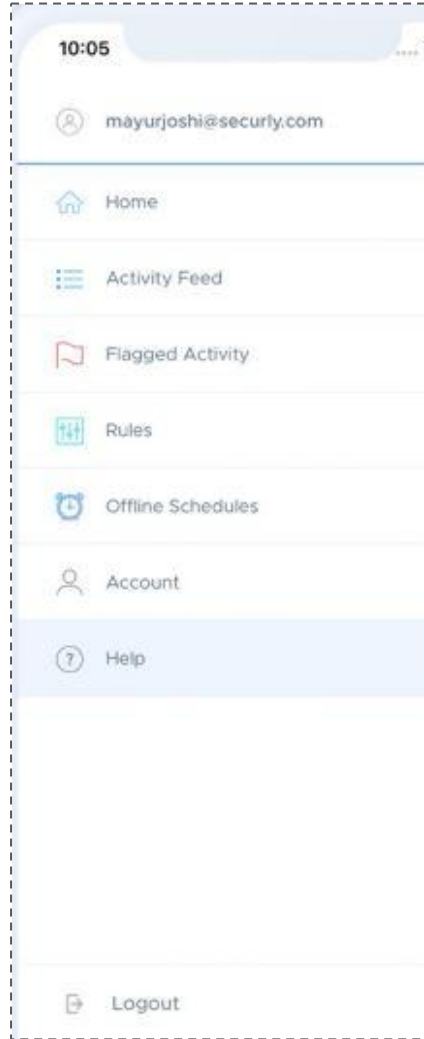 10:05
mayurjoshi@securly.com
Home
Activity Feed
Flagged Activity
Rules
Offline Schedules
Account
Help
Logout